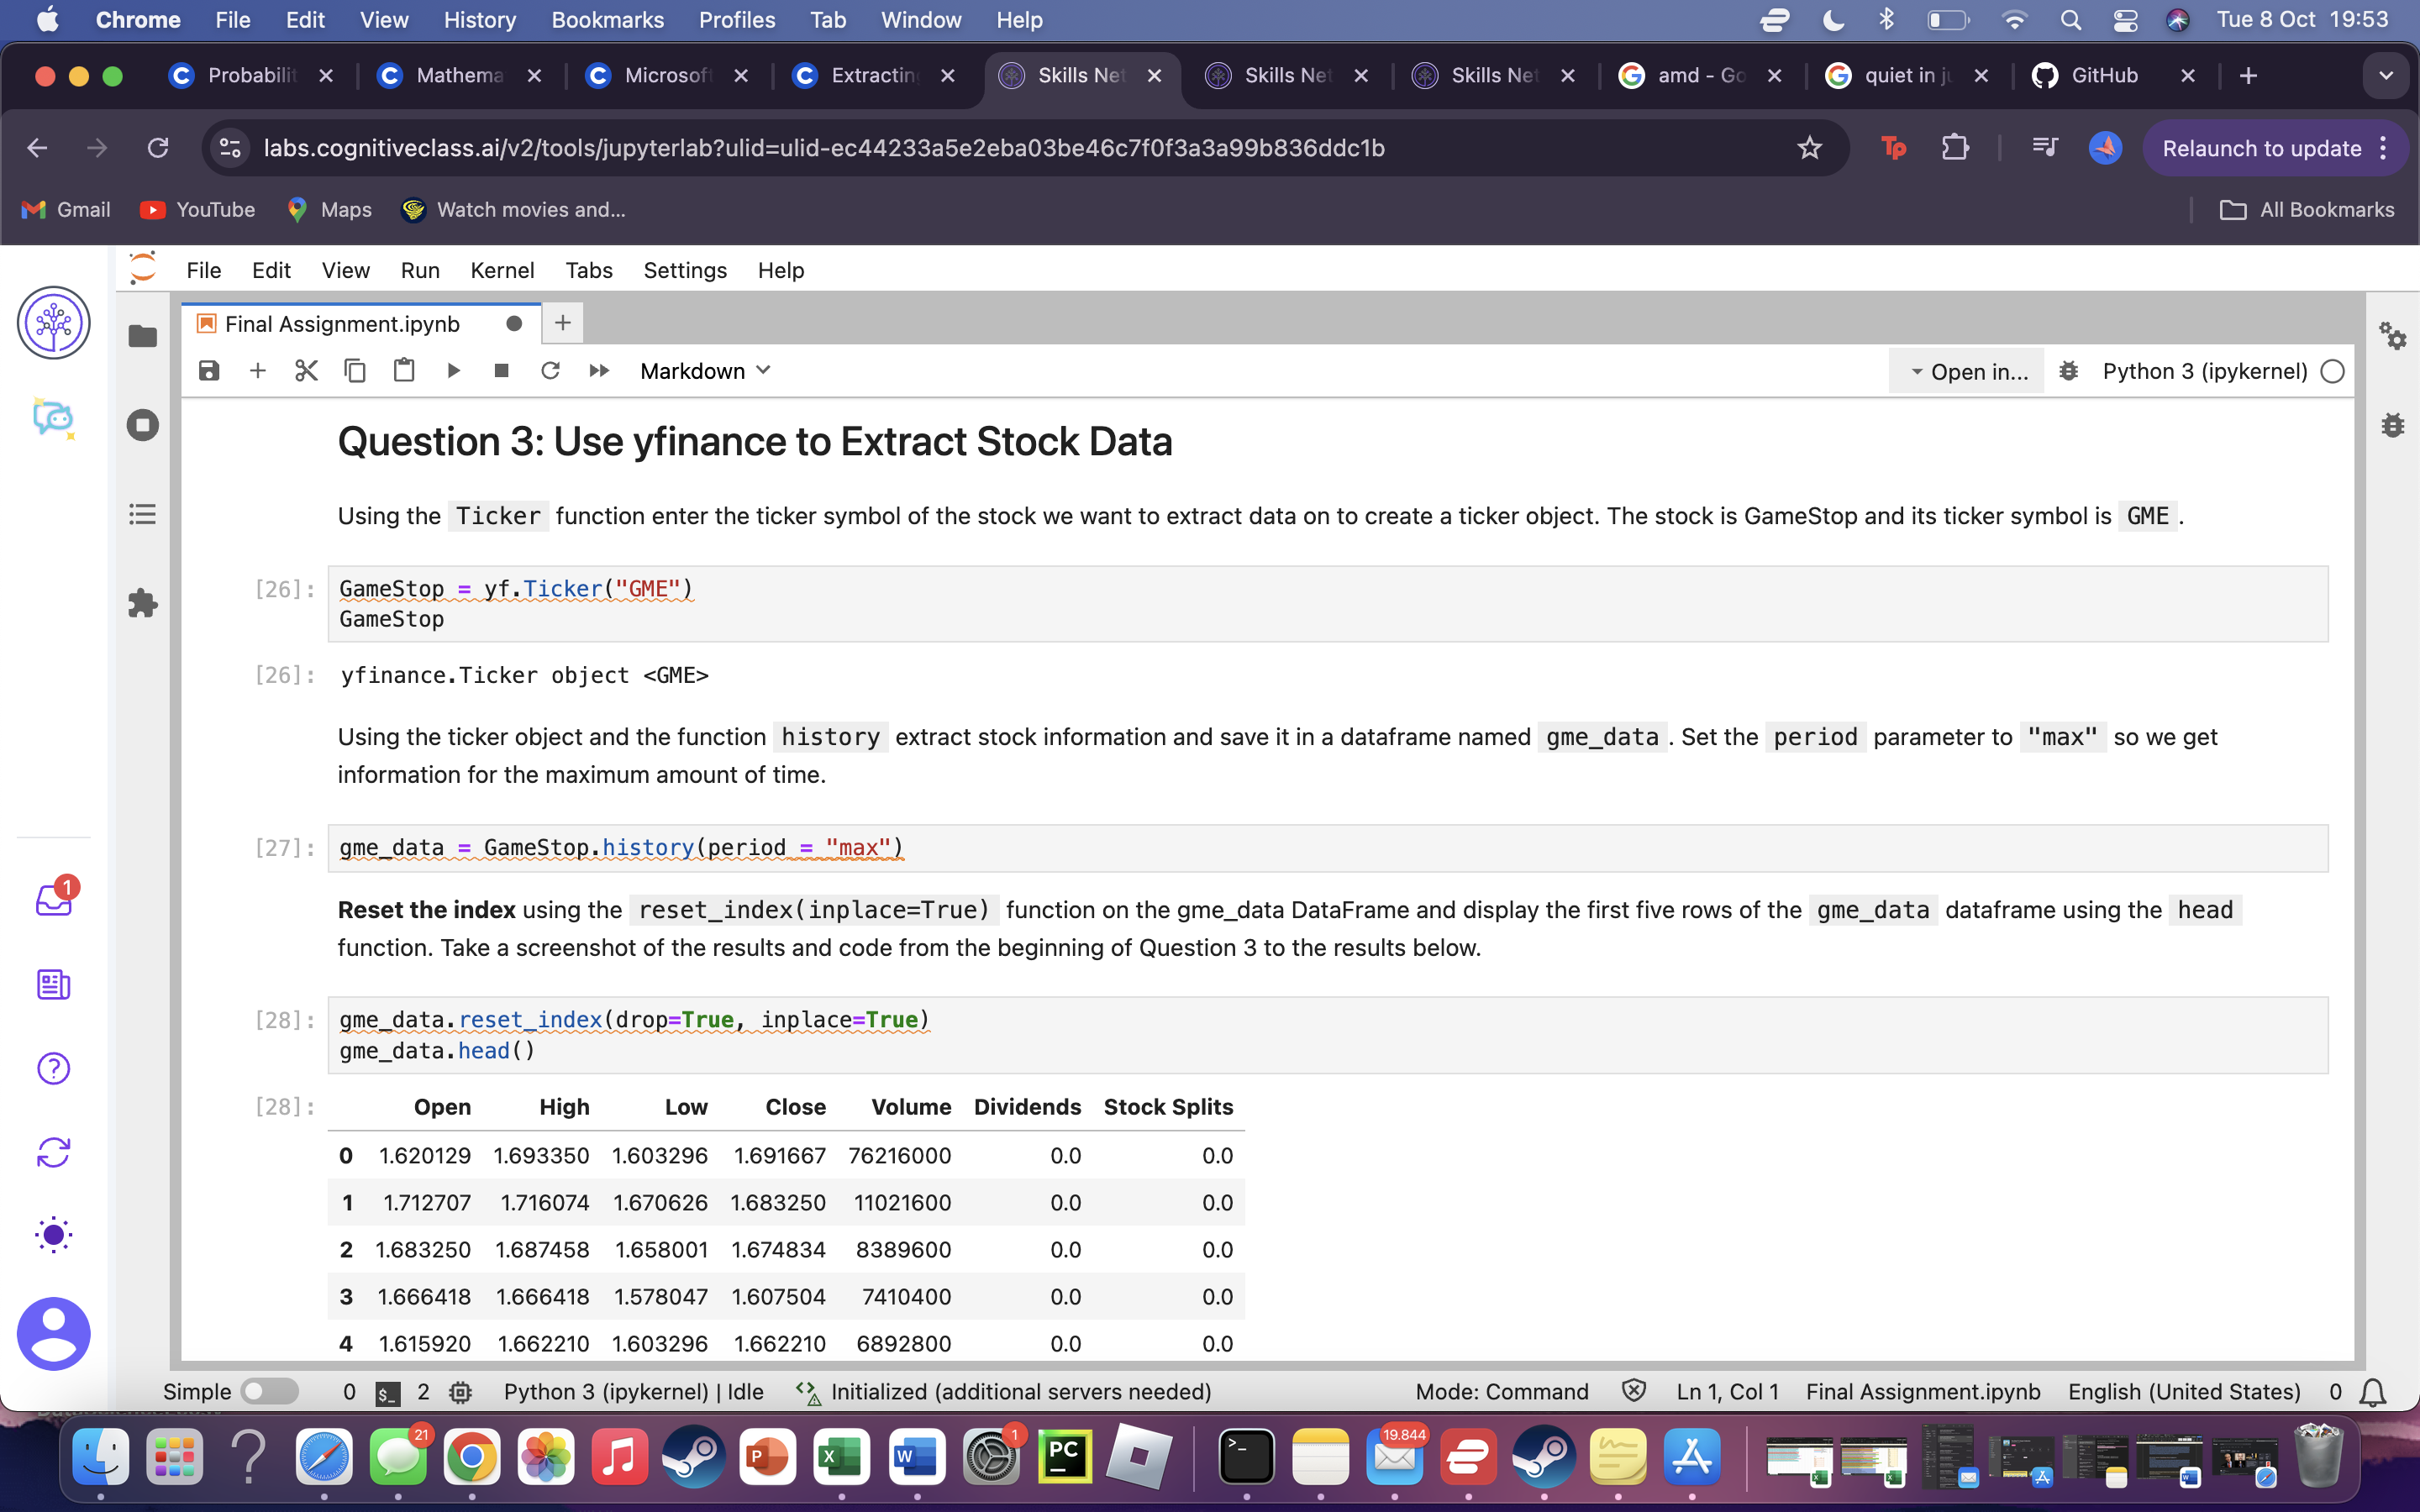 Chrome File Edit View History Bookmarks Profiles Tab Window Help Tue 8 Oct 19:53
Probabilit Mathema Microsoft Extracting Skills Net Skills Net Skills Net amd - Go quiet in ju GitHub
labs.cognitiveclass.ai/v2/tools/jupyterlab?ulid=ulid-ec44233a5e2eba03be46c7f0f3a3a99b836ddc1b Tp Relaunch to update
Gmail YouTube Maps Watch movies and... All Bookmarks
File Edit View Run Kernel Tabs Settings Help
Final Assignment.ipynb
Markdown Open in... Python 3 (ipykernel)
Question 3: Use yfinance to Extract Stock Data
Using the Ticker function enter the ticker symbol of the stock we want to extract data on to create a ticker object. The stock is GameStop and its ticker symbol is GME .
[26]: GameStop = yf.Ticker("GME")
GameStop
[26]: yfinance.Ticker object <GME>
Using the ticker object and the function history extract stock information and save it in a dataframe named gme_data . Set the period parameter to "max" so we get
information for the maximum amount of time.
[27]: gme_data = GameStop.history(period = "max")
Reset the index using the reset_index(inplace=True) function on the gme_data DataFrame and display the first five rows of the gme_data dataframe using the head
function. Take a screenshot of the results and code from the beginning of Question 3 to the results below.
[28]: gme_data.reset_index(drop=True, inplace=True)
gme_data.head()
[28]: Open High Low Close Volume Dividends Stock Splits
0 1.620129 1.693350 1.603296 1.691667 76216000 0.0 0.0
1 1.712707 1.716074 1.670626 1.683250 11021600 0.0 0.0
2 1.683250 1.687458 1.658001 1.674834 8389600 0.0 0.0
3 1.666418 1.666418 1.578047 1.607504 7410400 0.0 0.0
4 1.615920 1.662210 1.603296 1.662210 6892800 0.0 0.0
1
Simple 0 $_ 2 Python 3 (ipykernel) | Idle Initialized (additional servers needed) Mode: Command Ln 1, Col 1 Final Assignment.ipynb English (United States) 0
21 P X W 1 PC >_ 19.844